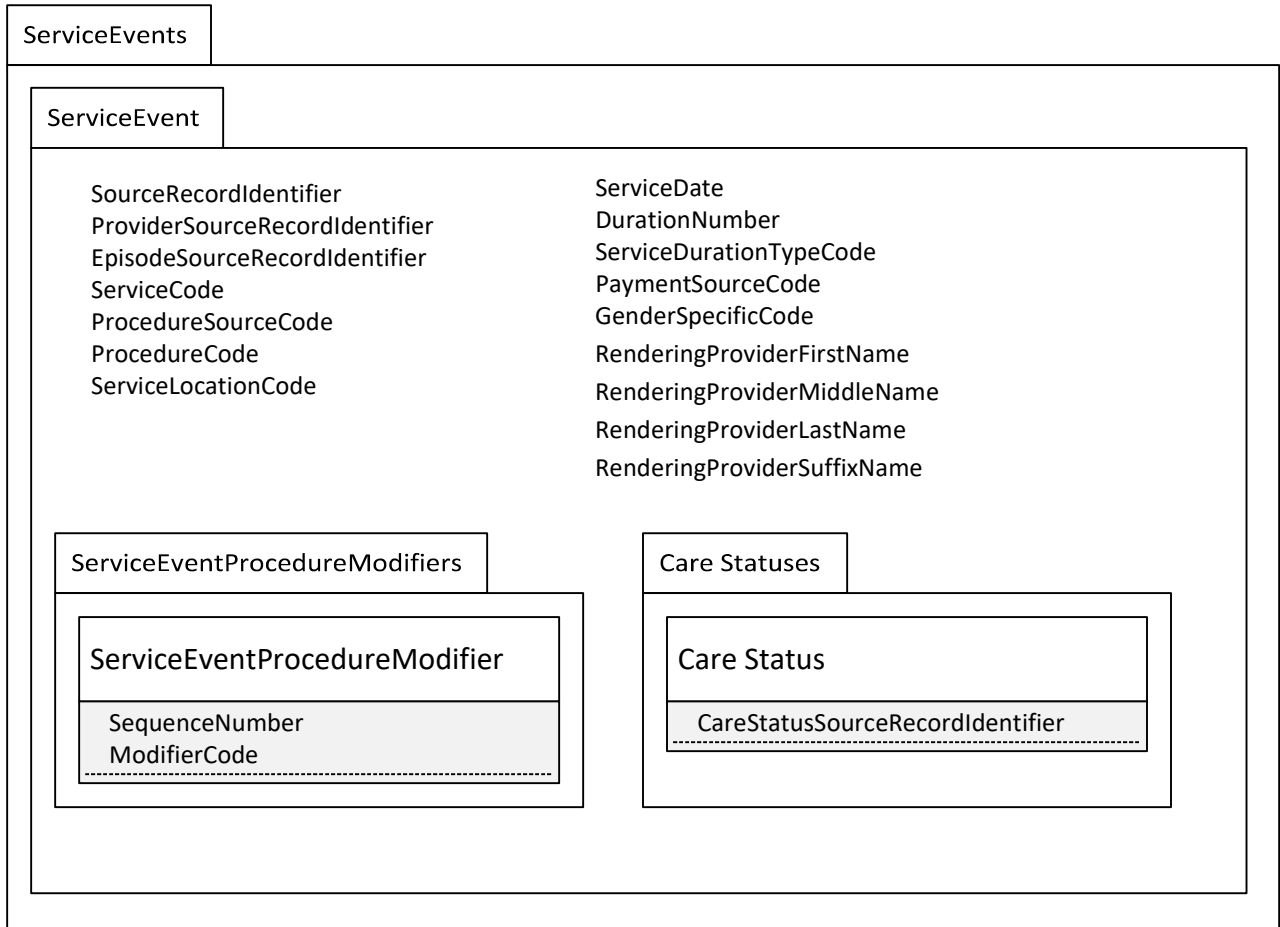 ServiceEvents
ServiceEvent
SourceRecordIdentifier
ProviderSourceRecordIdentifier
EpisodeSourceRecordIdentifier
ServiceCode
ProcedureSourceCode
ProcedureCode
ServiceLocationCode
ServiceDate
DurationNumber
ServiceDurationTypeCode
PaymentSourceCode
GenderSpecificCode
RenderingProviderFirstName
RenderingProviderMiddleName
RenderingProviderLastName
RenderingProviderSuffixName
ServiceEventProcedureModifiers
ServiceEventProcedureModifier
SequenceNumber
ModifierCode
Care Statuses
Care Status
CareStatusSourceRecordIdentifier